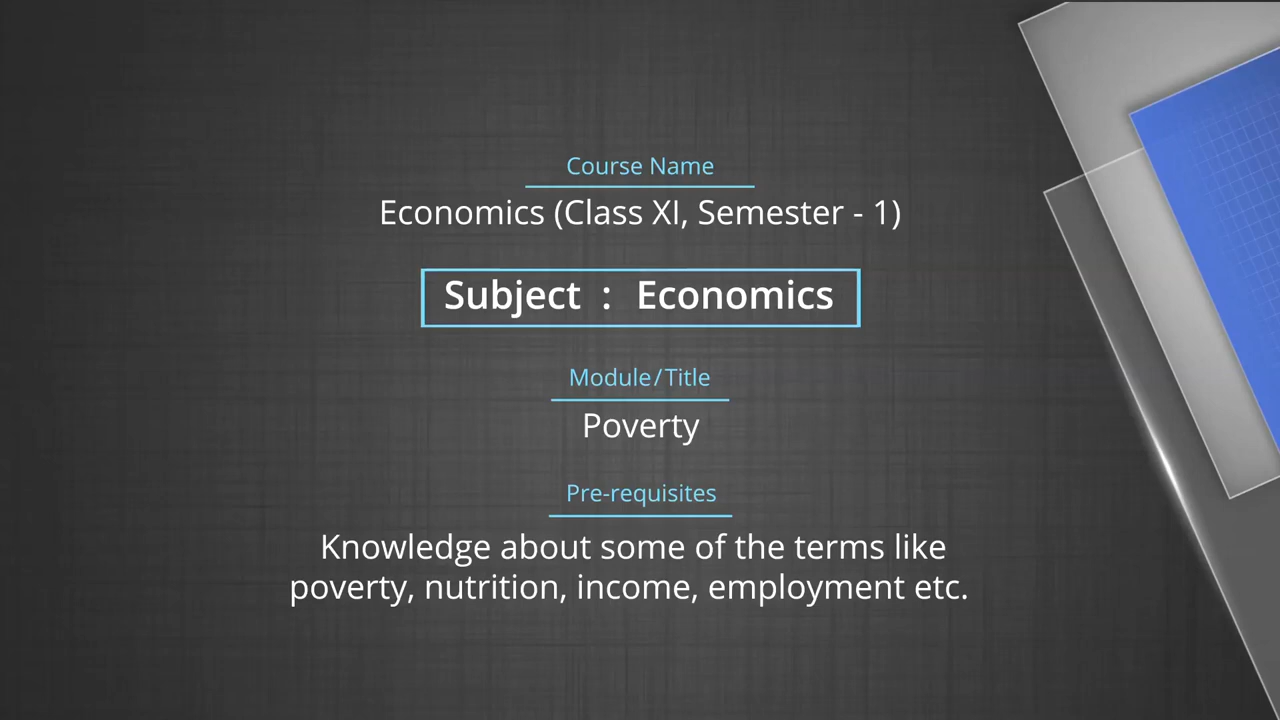 Course Name
Economics (Class XI, Semester - 1)
Subject : Economics
Module/Title
Poverty
Pre-requisites
Knowledge about some of the terms like
poverty, nutrition, income, employment etc.